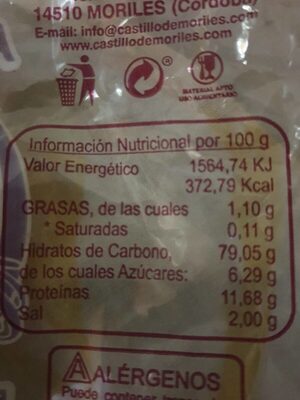 14510 MORILES (Córdoba)
E-mail: info@castillodemoriles.com
www.castillodemoriles.com
MATERIAL APTO
USO ALIMENTARIO
Información Nutricional por 100 g
Valor Energético 1564,74 KJ
372,79 Kcal
GRASAS, de las cuales 1,10 g
* Saturadas 0,11 g
Hidratos de Carbono, 79,05 g
de los cuales Azúcares: 6,29 g
Proteínas 11,68 g
Sal 2,00 g
A ALÉRGENOS
Puede contener